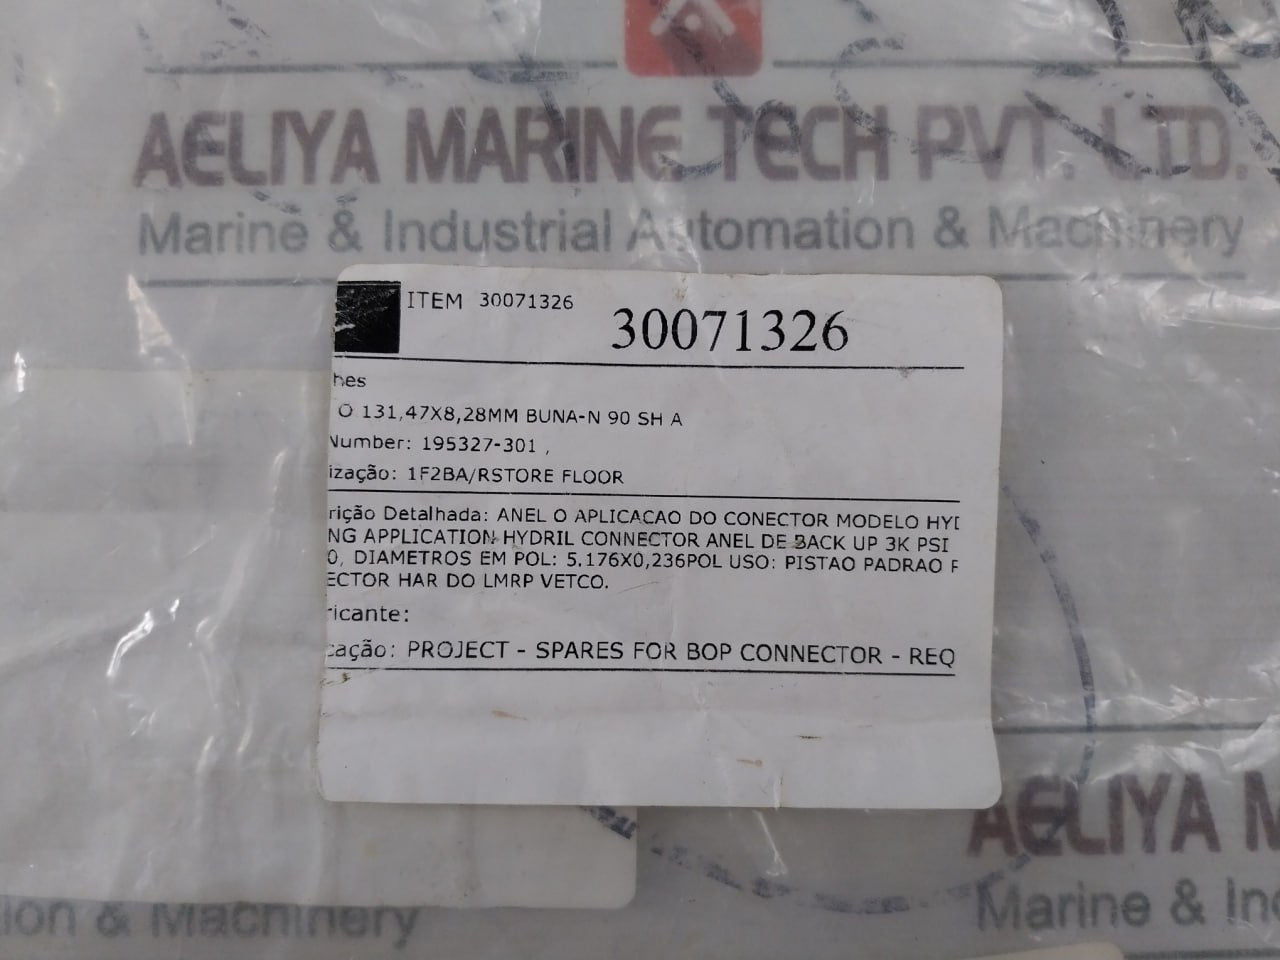 AELIYA MARINE TECH PVT. LTD.
Marine & Industrial Automation & Machinery
ITEM 30071326
30071326
hes
O 131,47X8,28MM BUNA-N 90 SH A
Number: 195327-301 ,
ização: 1F2BA/RSTORE FLOOR
rição Detalhada: ANEL O APLICACAO DO CONECTOR MODELO HYD
NG APPLICATION HYDRIL CONNECTOR ANEL DE BACK UP 3K PSI
0, DIAMETROS EM POL: 5.176X0,236POL USO: PISTAO PADRAO
ECTOR HAR DO LMRP VETCO.
ricante:
cação: PROJECT - SPARES FOR BOP CONNECTOR - REQ
AELIYA M
Marine & Ind
tion & Machinery